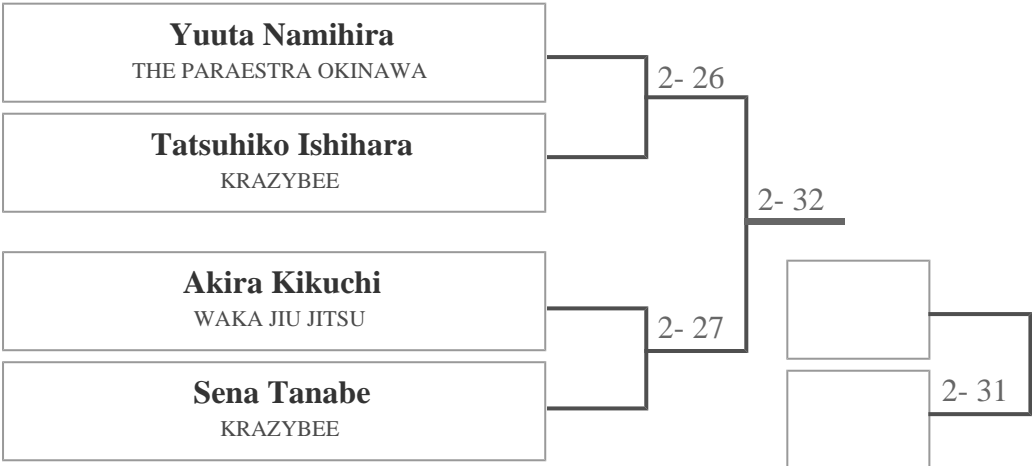 Yuuta Namihira
THE PARAESTRA OKINAWA
2- 26
Tatsuhiko Ishihara
KRAZYBEE
2- 32
Akira Kikuchi
WAKA JIU JITSU
2- 27
Sena Tanabe
KRAZYBEE
2- 31